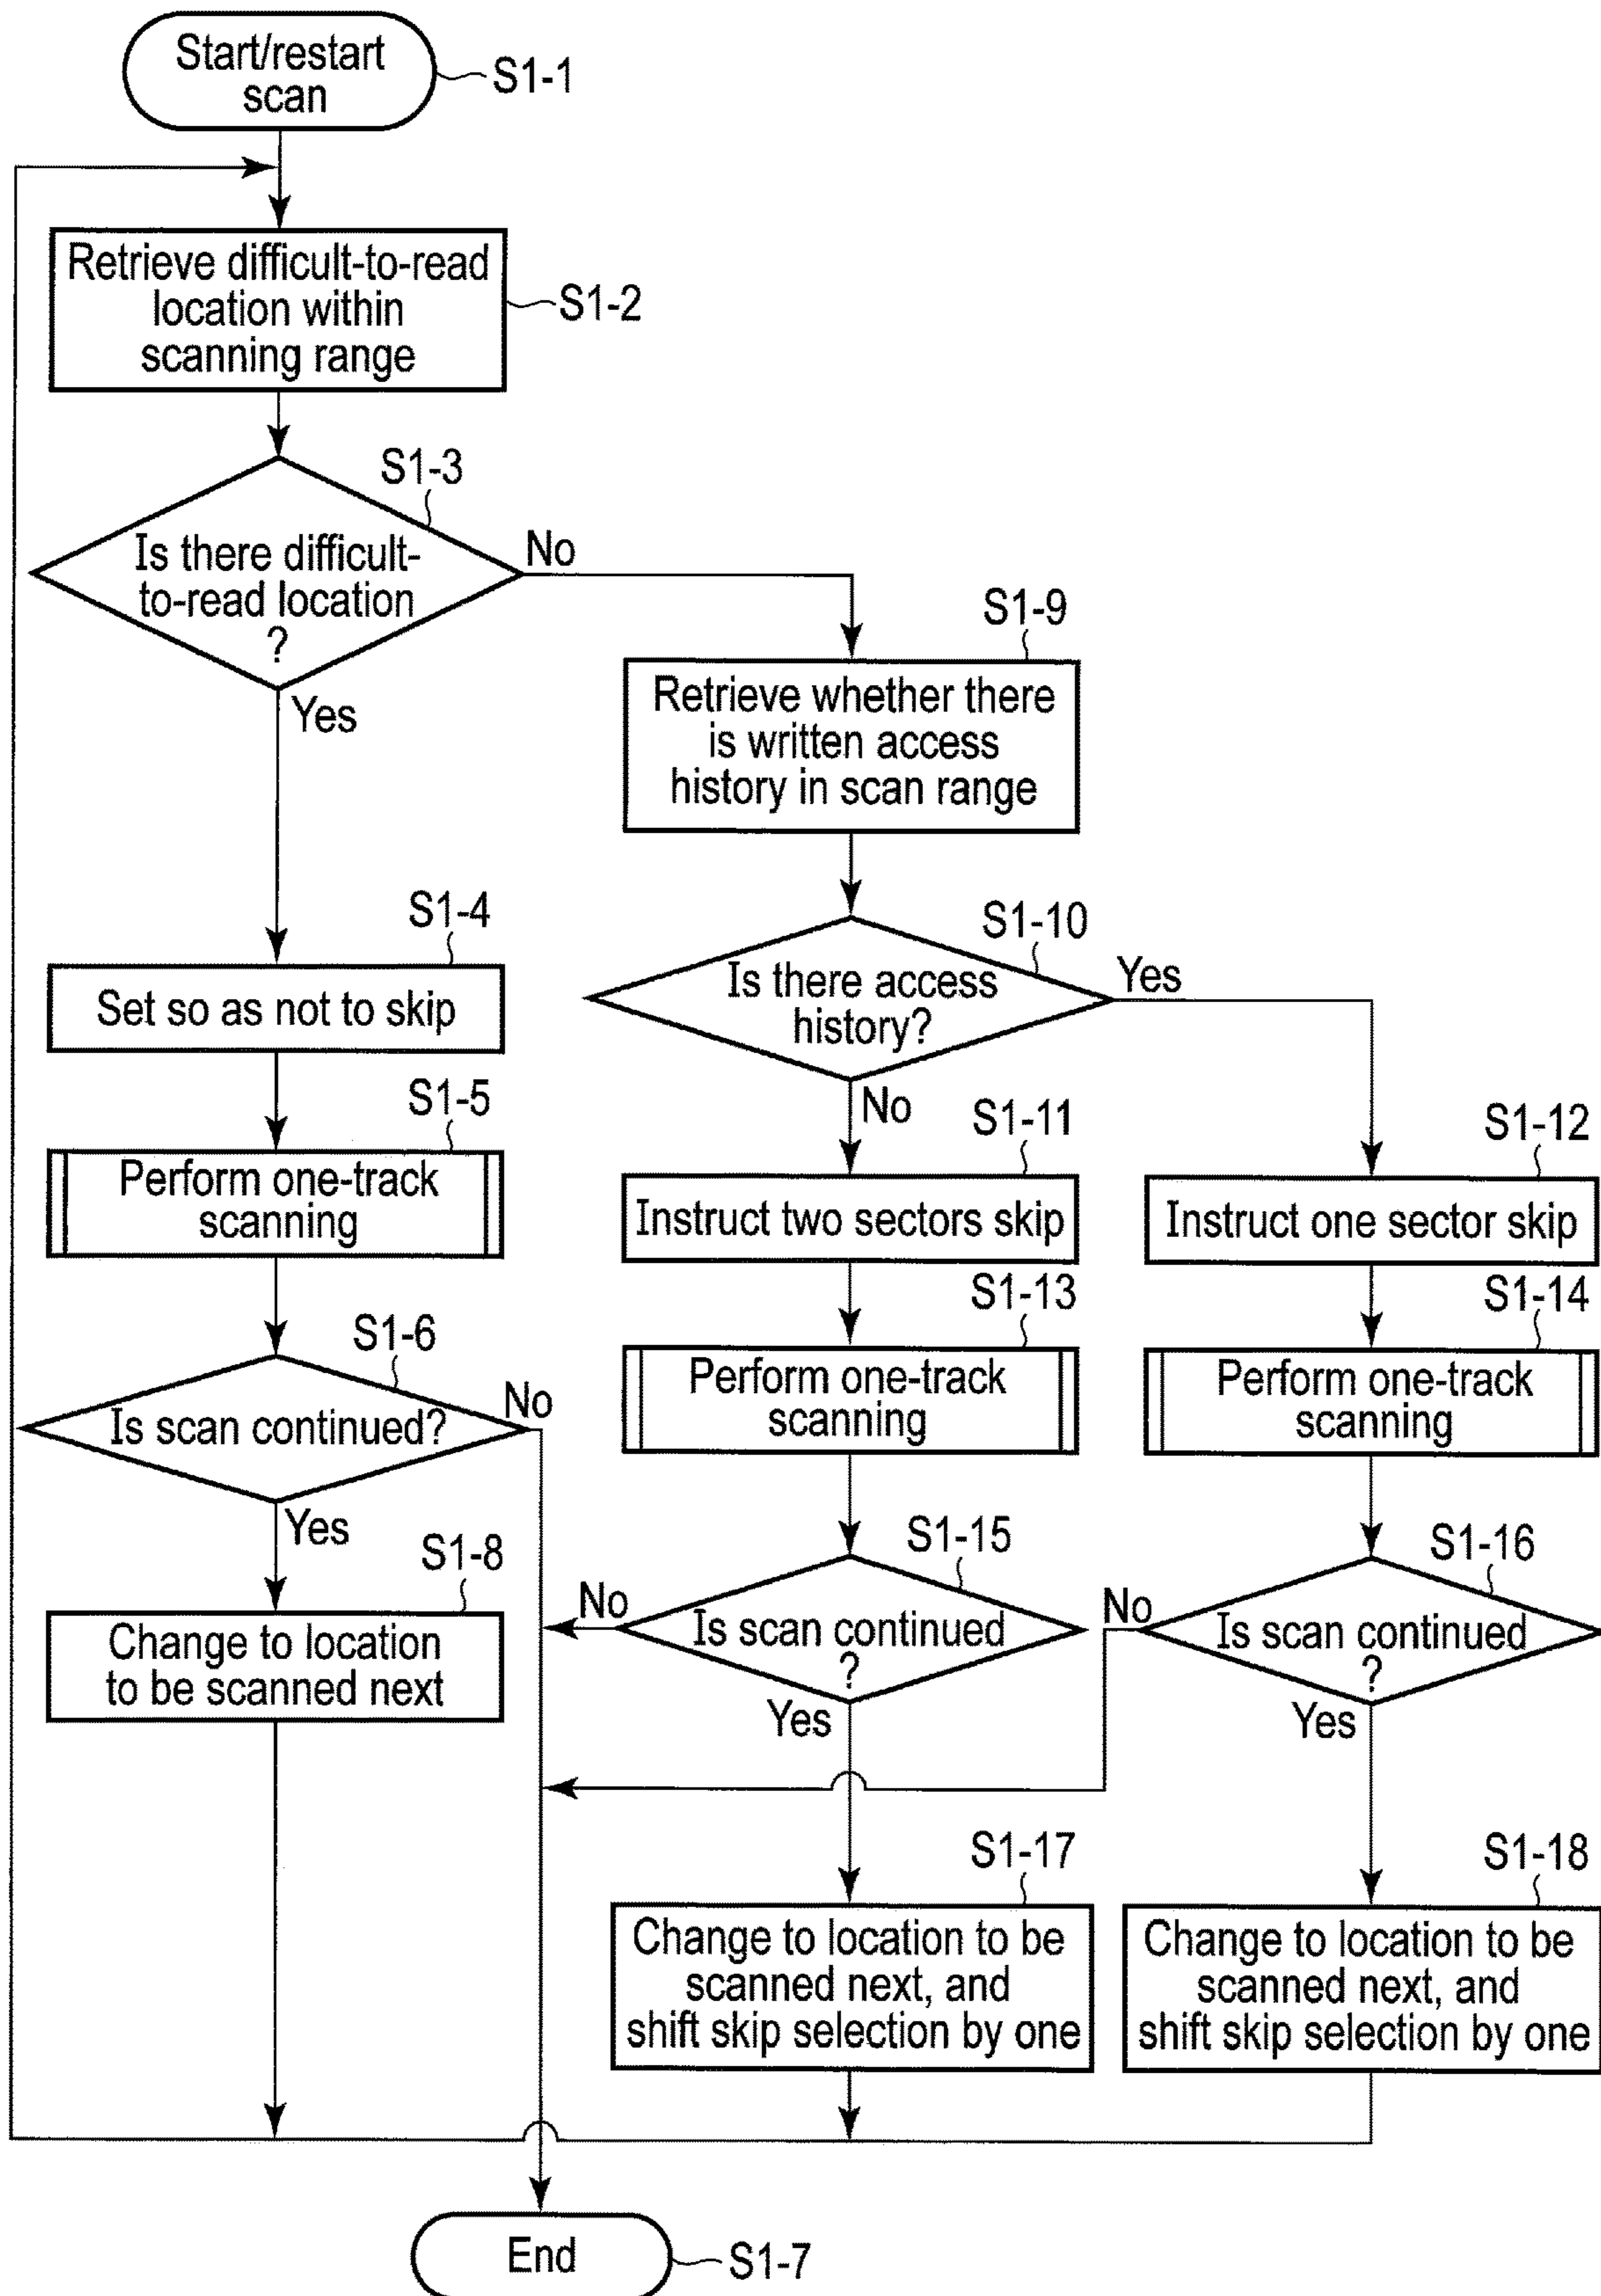 Start/restart
scan
S1-1
Retrieve difficult-to-read
location within
scanning range
S1-2
S1-3
Is there difficult-
to-read location
?
No
Yes
S1-9
Retrieve whether there
is written access
history in scan range
S1-4
Set so as not to skip
S1-10
Is there access
history?
Yes
No
S1-5
Perform one-track
scanning
S1-11
Instruct two sectors skip
S1-12
Instruct one sector skip
S1-6
Is scan continued?
No
Yes
S1-13
Perform one-track
scanning
S1-14
Perform one-track
scanning
S1-8
Change to location
to be scanned next
S1-15
No
Is scan continued
?
Yes
S1-16
No
Is scan continued
?
Yes
S1-17
Change to location to be
scanned next, and
shift skip selection by one
S1-18
Change to location to be
scanned next, and
shift skip selection by one
End
S1-7